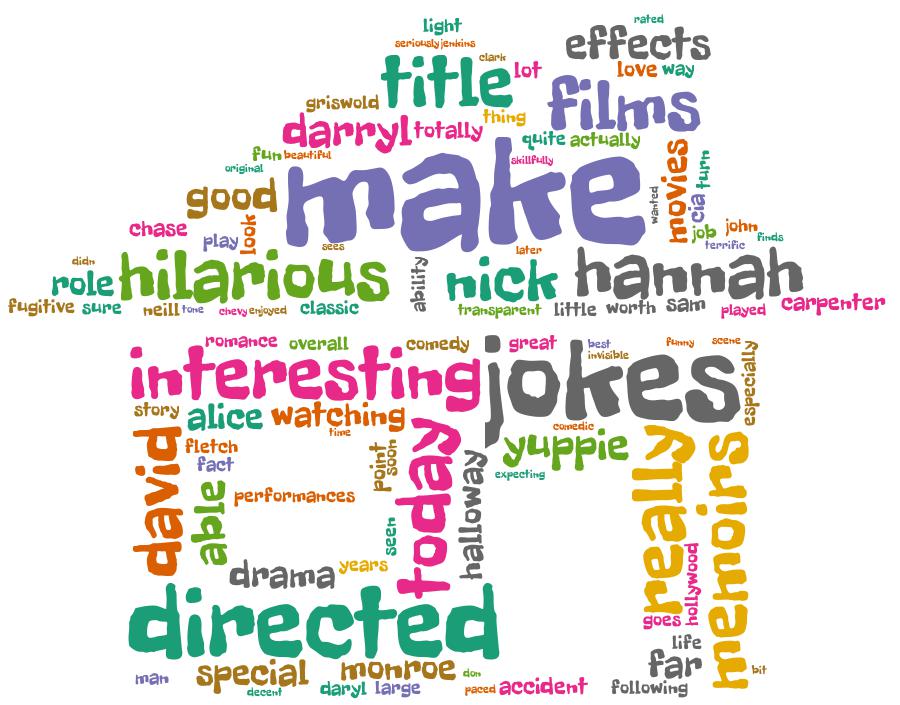 rated
light
effects
seriously jenkins
clark
title
lot
love way
films
griswold
thing
darryl totally
quite actually
fun beautiful
skillfully
original
make
movies
turn
good
wanted
cia
look
chase
play
sees
job
john
finds
terrific
didn
later
role
hilarious
ability
nick
hannah
fugitive sure
neill tone
chevy enjoyed
classic
transparent
little worth sam
played
carpenter
romance overall
comedy
great
best
invisible
funny
scene
especially
interesting
jokes
story
alice watching
time
comedic
yuppie
fletch
fact
point
soon
david
able
performances
today
halloway
expecting
really
memoirs
seen
drama
years
hollywood
directed
goes
life
far
man
special
monroe
don
bit
decent
daryl large
paced accident
following